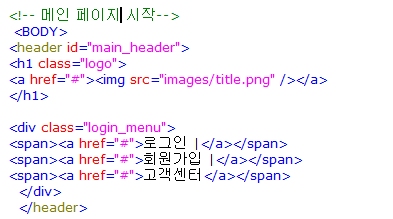 <!-- 메인 페이지 시작-->
<BODY>
<header id="main_header">
<h1 class="logo">
<a href="#"><img src="images/title.png" /></a>
</h1>
<div class="login_menu">
<span><a href="#">로그인 |</a></span>
<span><a href="#">회원가입 |</a></span>
<span><a href="#">고객센터</a></span>
</div>
</header>